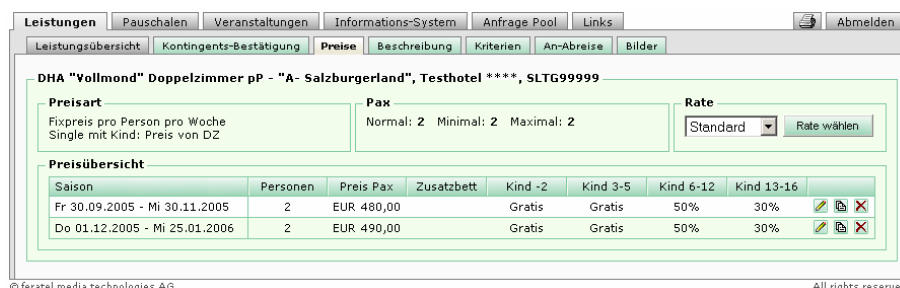 Leistungen Pauschalen Veranstaltungen Informations-System Anfrage Pool Links Abmelden
Leistungsübersicht Kontingents-Bestätigung Preise Beschreibung Kriterien An-Abreise Bilder
DHA "Vollmond" Doppelzimmer pP - "A- Salzburgerland", Testhotel ****, SLTG99999
Preisart Pax Rate
Fixpreis pro Person pro Woche Normal: 2 Minimal: 2 Maximal: 2 Standard Rate wählen
Single mit Kind: Preis von DZ
Preisübersicht
Saison Personen Preis Pax Zusatzbett Kind -2 Kind 3-5 Kind 6-12 Kind 13-16
Fr 30.09.2005 - Mi 30.11.2005 2 EUR 480,00 Gratis Gratis 50% 30%
Do 01.12.2005 - Mi 25.01.2006 2 EUR 490,00 Gratis Gratis 50% 30%
© feratel media technologies AG All rights reserve